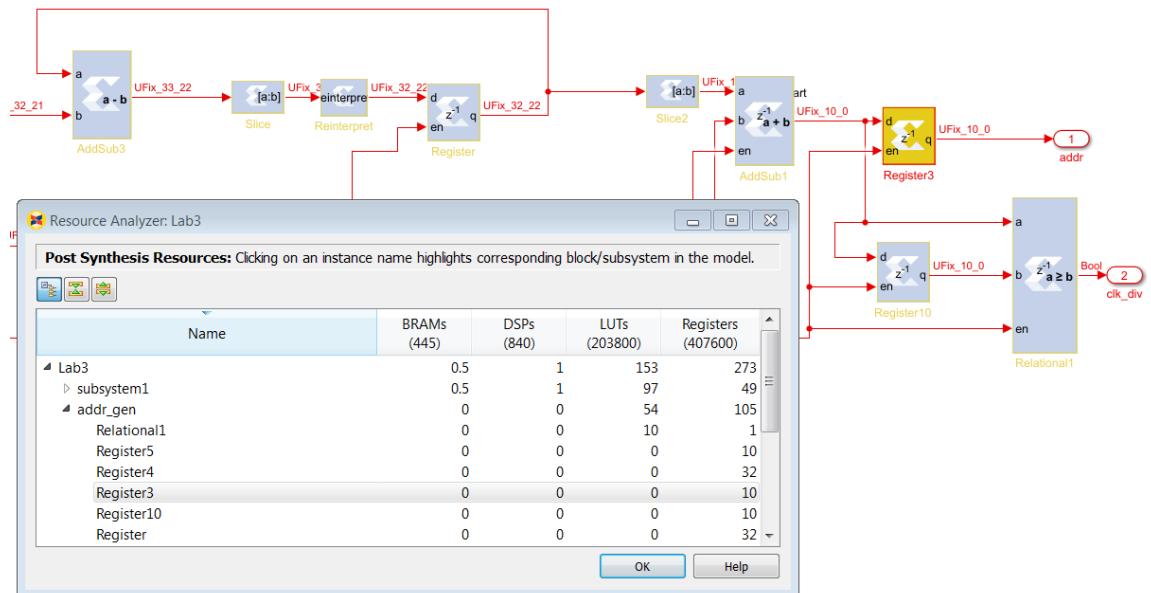 a
b
a - b
_32_21
UFix_33_22
AddSub3
[a:b]
Slice
UFix_3
einterpre
Reinterpret
UFix_32_22
d
en
z-1
q
Register
UFix_32_22
[a:b]
Slice2
UFix_1
a
b
en
z-1
a + b
art
AddSub1
UFix_10_0
d
en
z-1
q
Register3
UFix_10_0
1
addr
d
en
z-1
q
Register10
UFix_10_0
a
b
en
z-1
a ≥ b
Relational1
Bool
2
clk_div
UF
Resource Analyzer: Lab3
Post Synthesis Resources: Clicking on an instance name highlights corresponding block/subsystem in the model.
Name BRAMs (445) DSPs (840) LUTs (203800) Registers (407600)
Lab3 0.5 1 153 273
subsystem1 0.5 1 97 49
addr_gen 0 0 54 105
Relational1 0 0 10 1
Register5 0 0 0 10
Register4 0 0 0 32
Register3 0 0 0 10
Register10 0 0 0 10
Register 0 0 0 32
OK Help